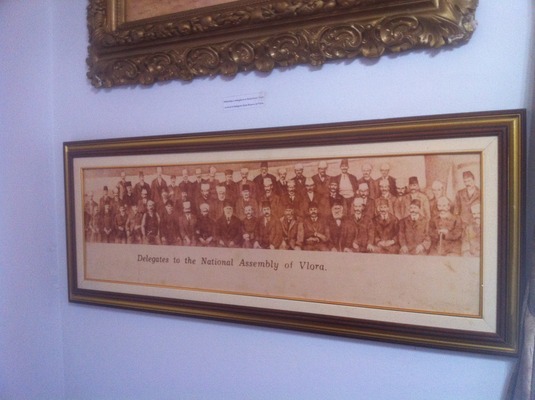 Delegates to the National Assembly of Vlora.